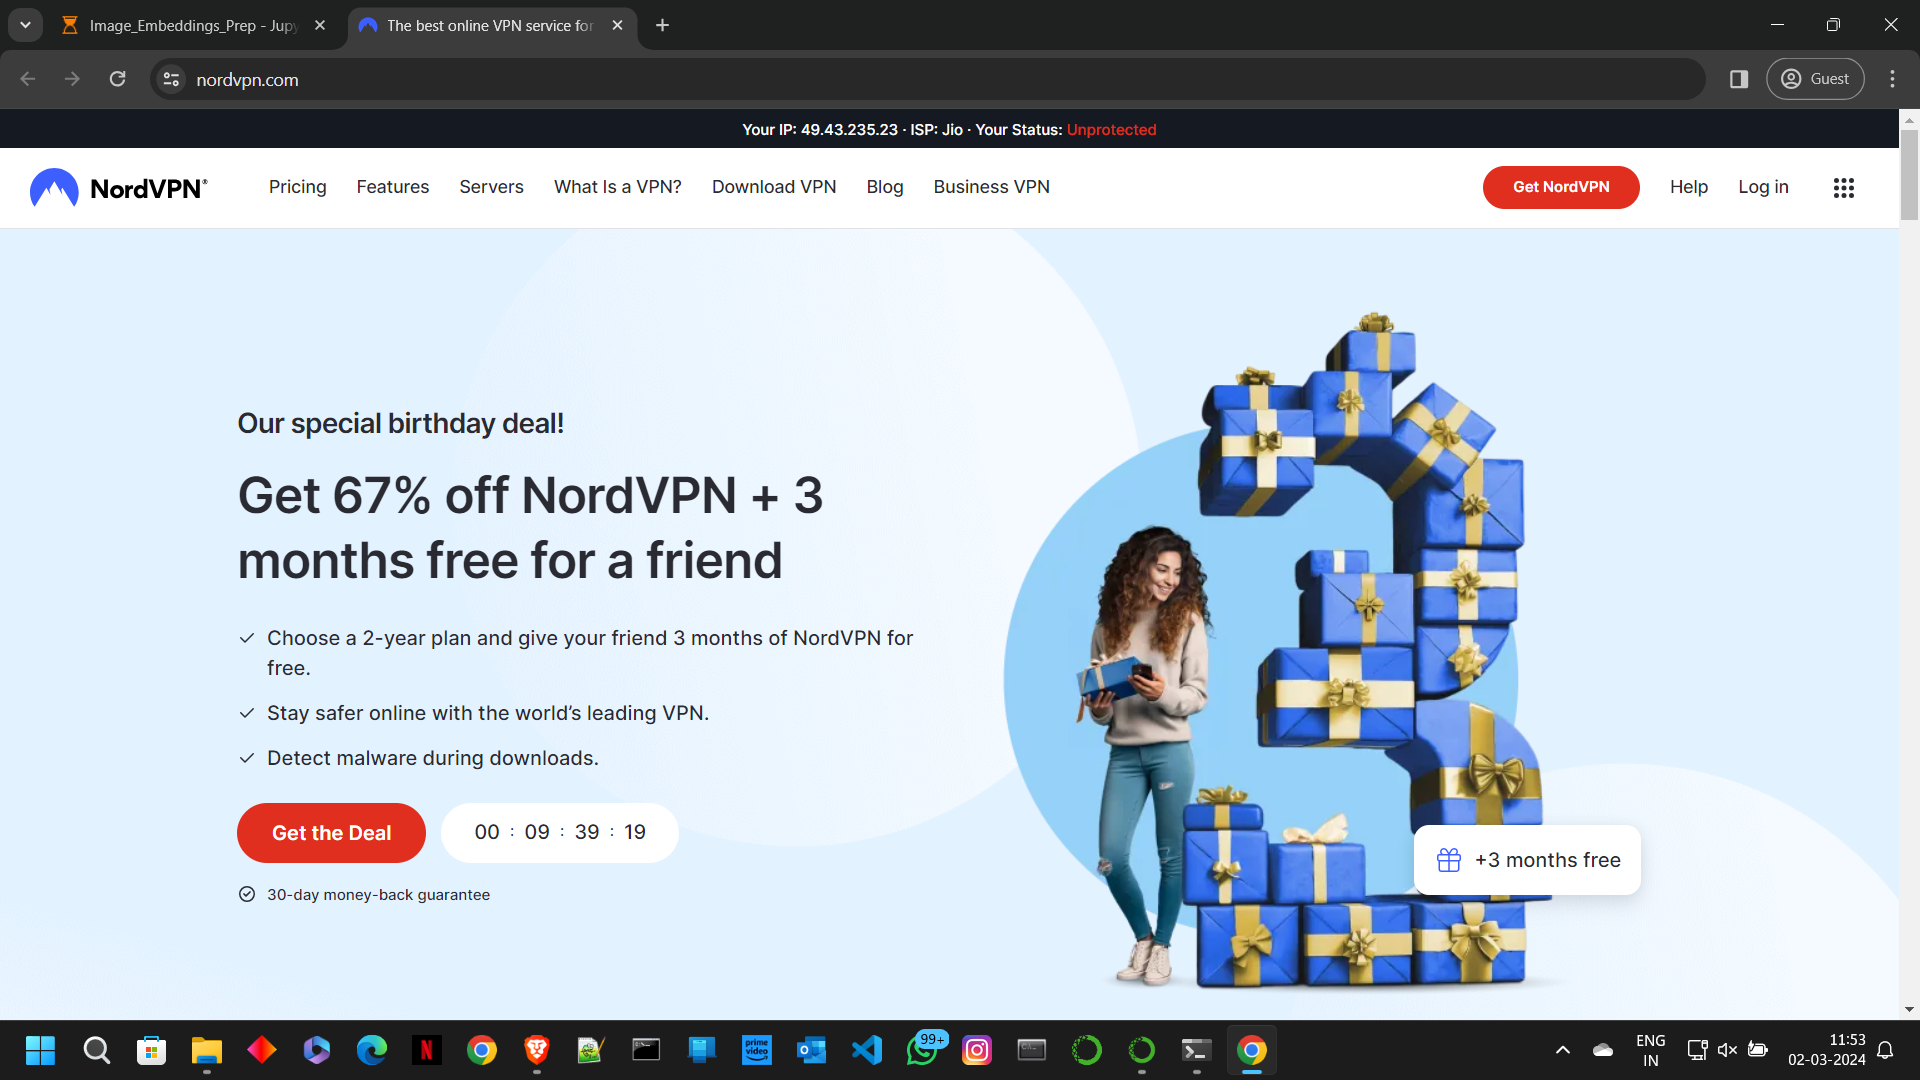 Image_Embeddings_Prep - Jupy
The best online VPN service for
nordvpn.com
Guest
Your IP: 49.43.235.23 · ISP: Jio · Your Status: Unprotected
NordVPN®
Pricing
Features
Servers
What Is a VPN?
Download VPN
Blog
Business VPN
Get NordVPN
Help
Log in
Our special birthday deal!
Get 67% off NordVPN + 3
months free for a friend
Choose a 2-year plan and give your friend 3 months of NordVPN for
free.
Stay safer online with the world’s leading VPN.
Detect malware during downloads.
Get the Deal
00 : 09 : 39 : 19
+3 months free
30-day money-back guarantee
N
prime
video
99+
ENG
IN
11:53
02-03-2024